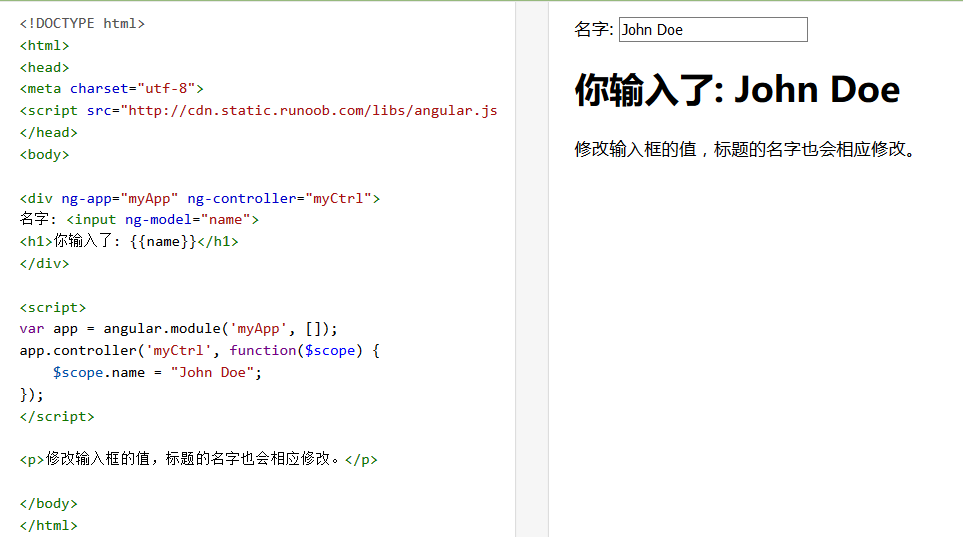 <!DOCTYPE html>
<html>
<head>
<meta charset="utf-8">
<script src="http://cdn.static.runoob.com/libs/angular.js
</head>
<body>
<div ng-app="myApp" ng-controller="myCtrl">
名字: <input ng-model="name">
<h1>你输入了: {{name}}</h1>
</div>
<script>
var app = angular.module('myApp', []);
app.controller('myCtrl', function($scope) {
    $scope.name = "John Doe";
});
</script>
<p>修改输入框的值，标题的名字也会相应修改。</p>
</body>
</html>
名字: John Doe
你输入了: John Doe
修改输入框的值，标题的名字也会相应修改。